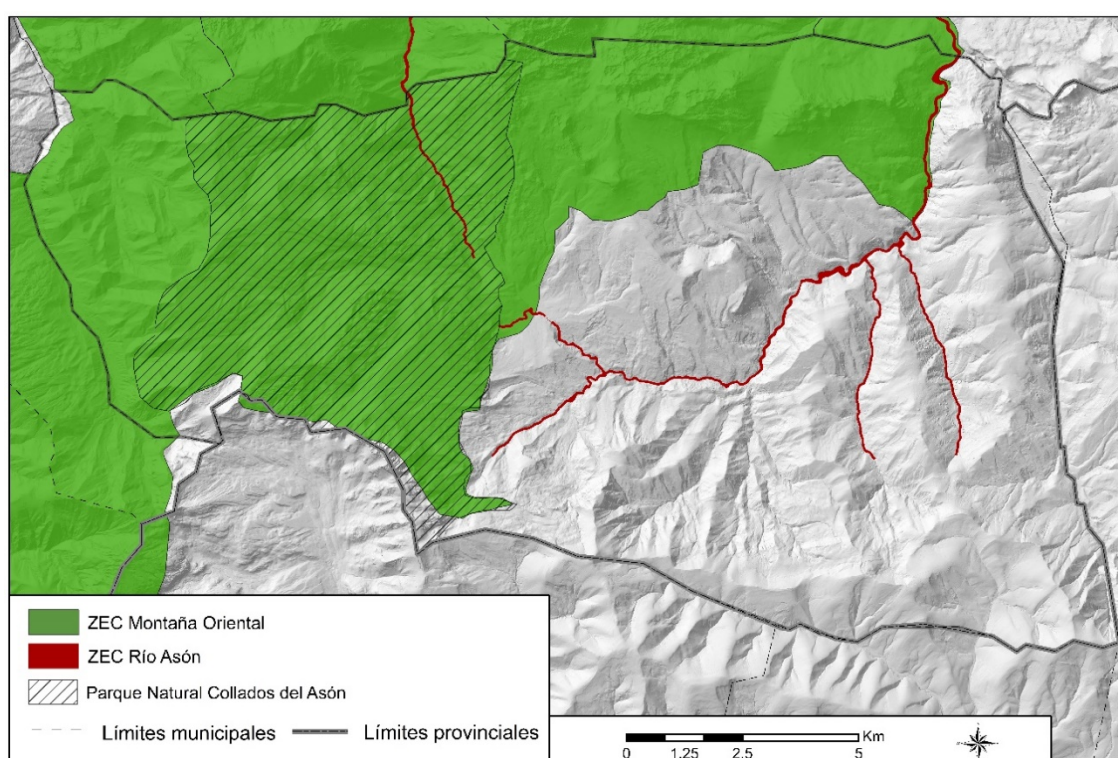 ZEC Montaña Oriental
ZEC Río Asón
Parque Natural Collados del Asón
Límites municipales Límites provinciales
Km
0 1,25 2,5 5